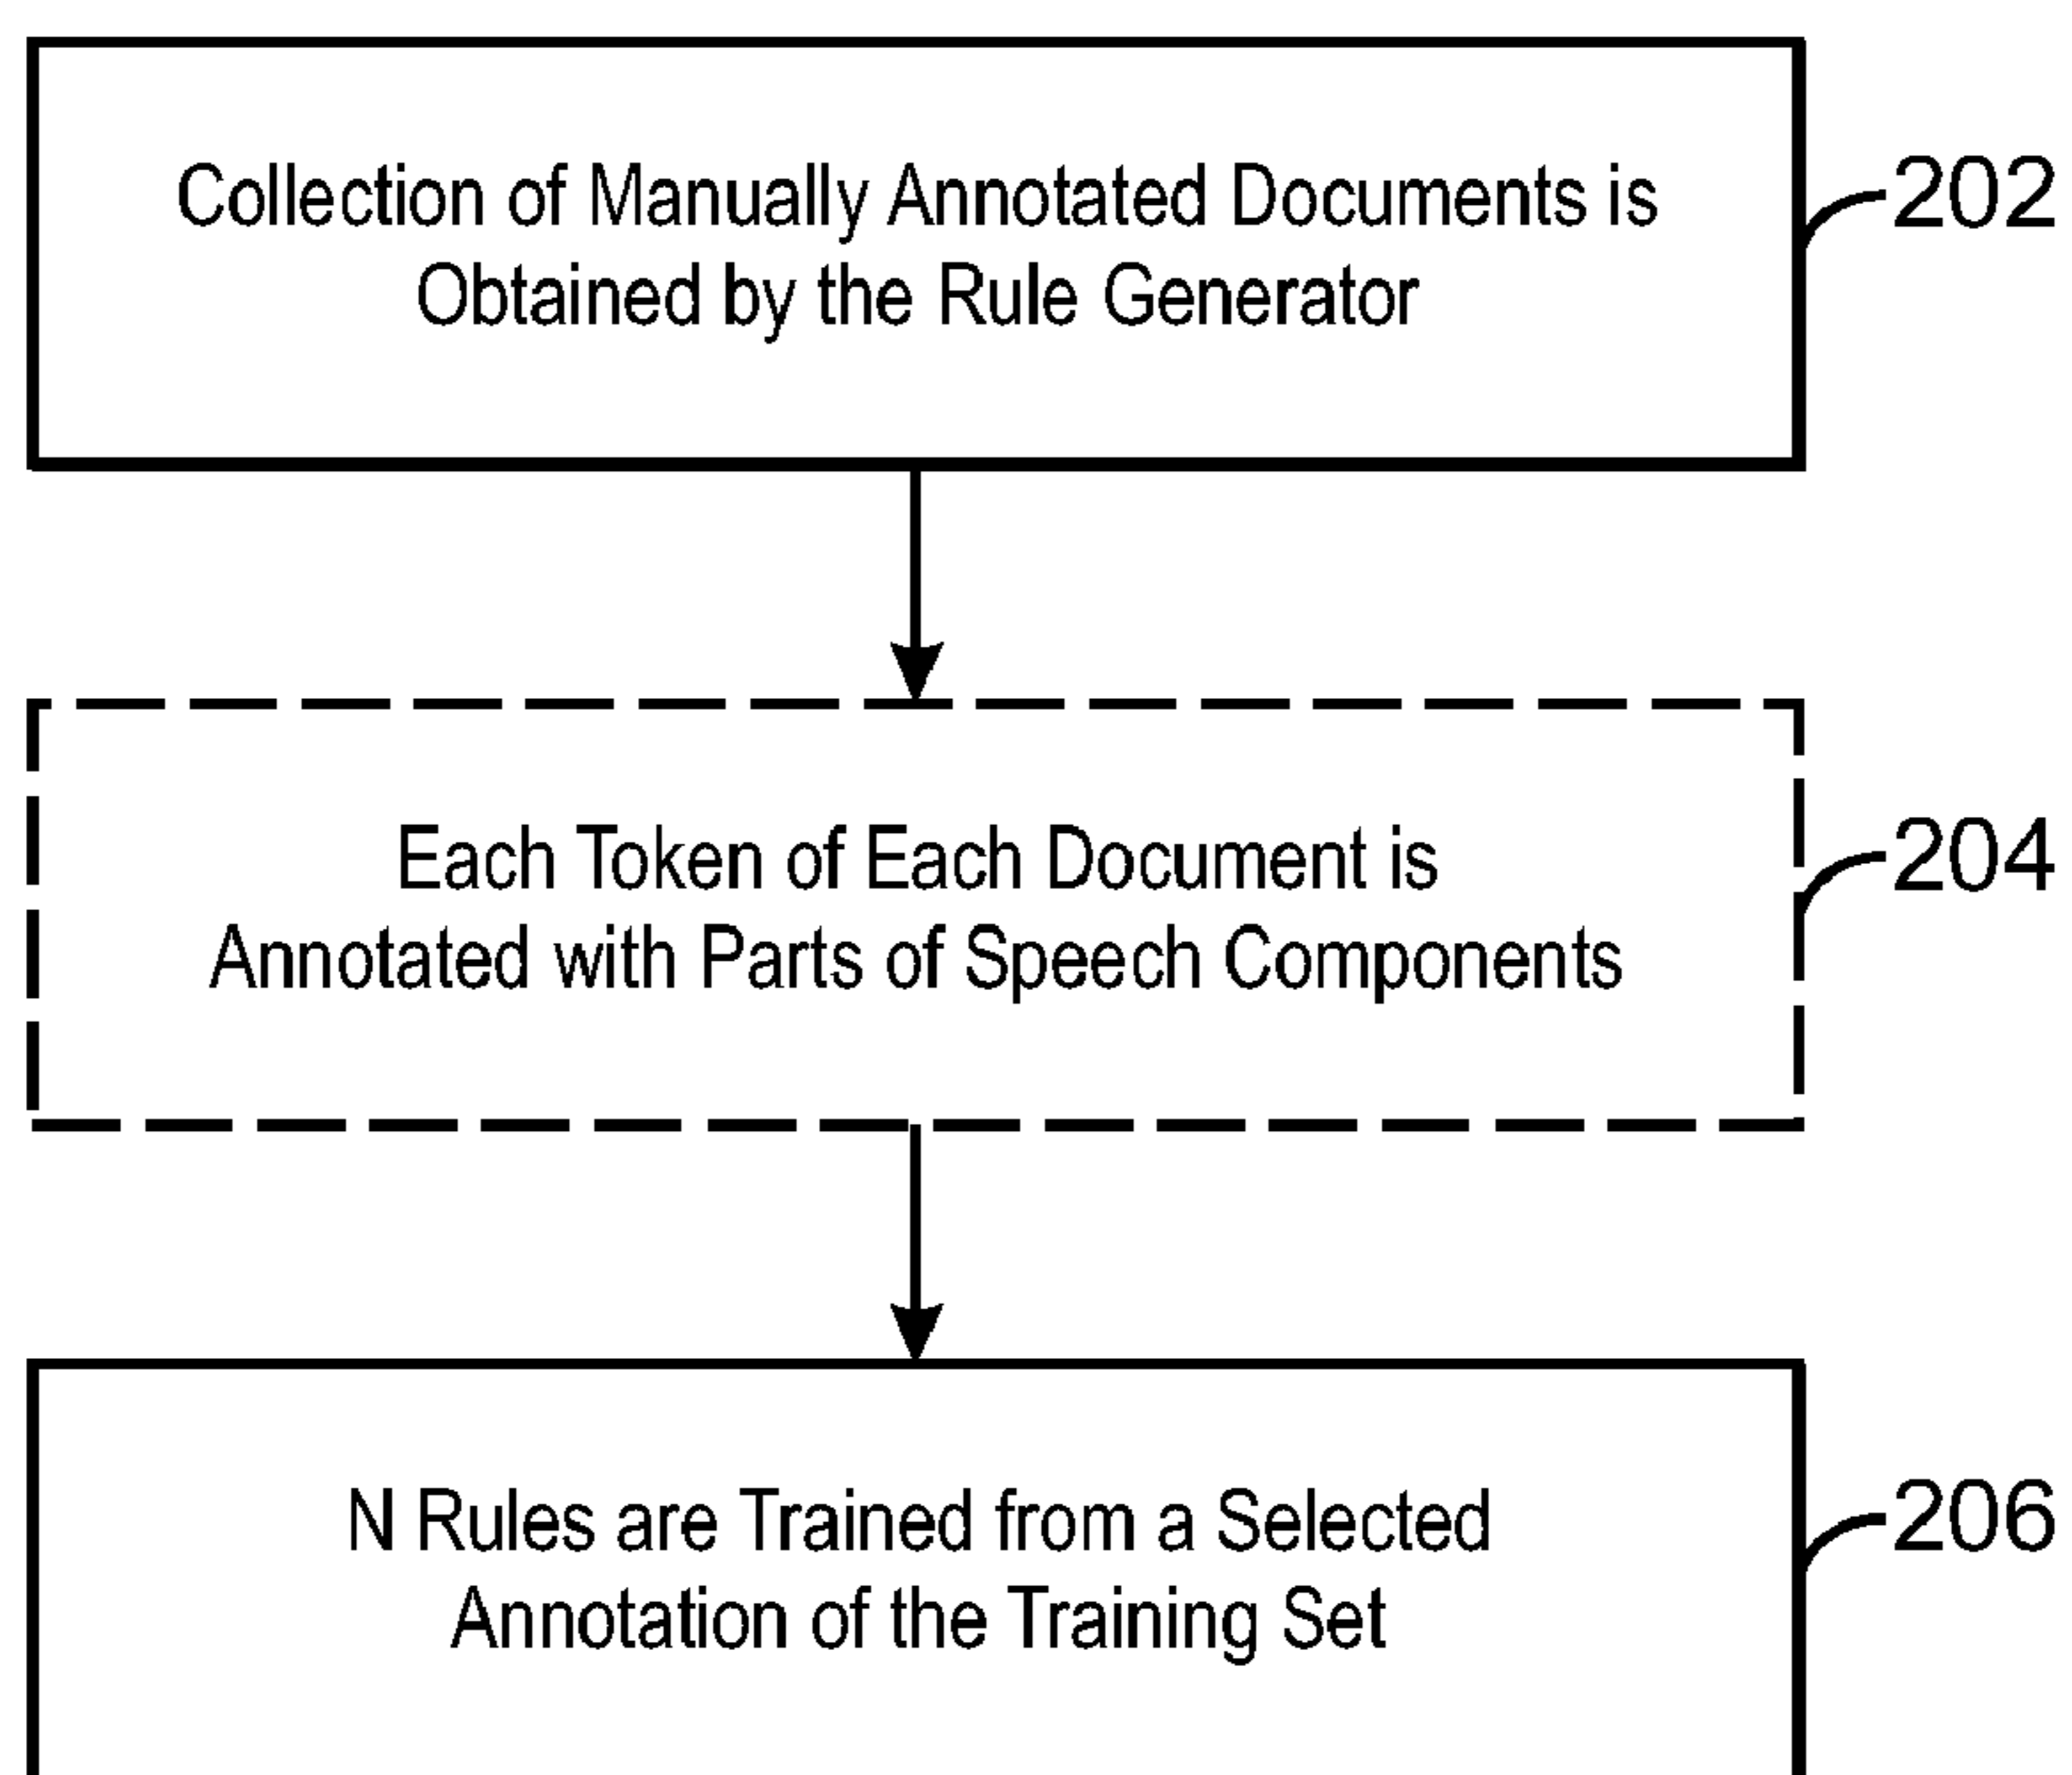 Collection of Manually Annotated Documents is
Obtained by the Rule Generator
202
Each Token of Each Document is
Annotated with Parts of Speech Components
204
N Rules are Trained from a Selected
Annotation of the Training Set
206